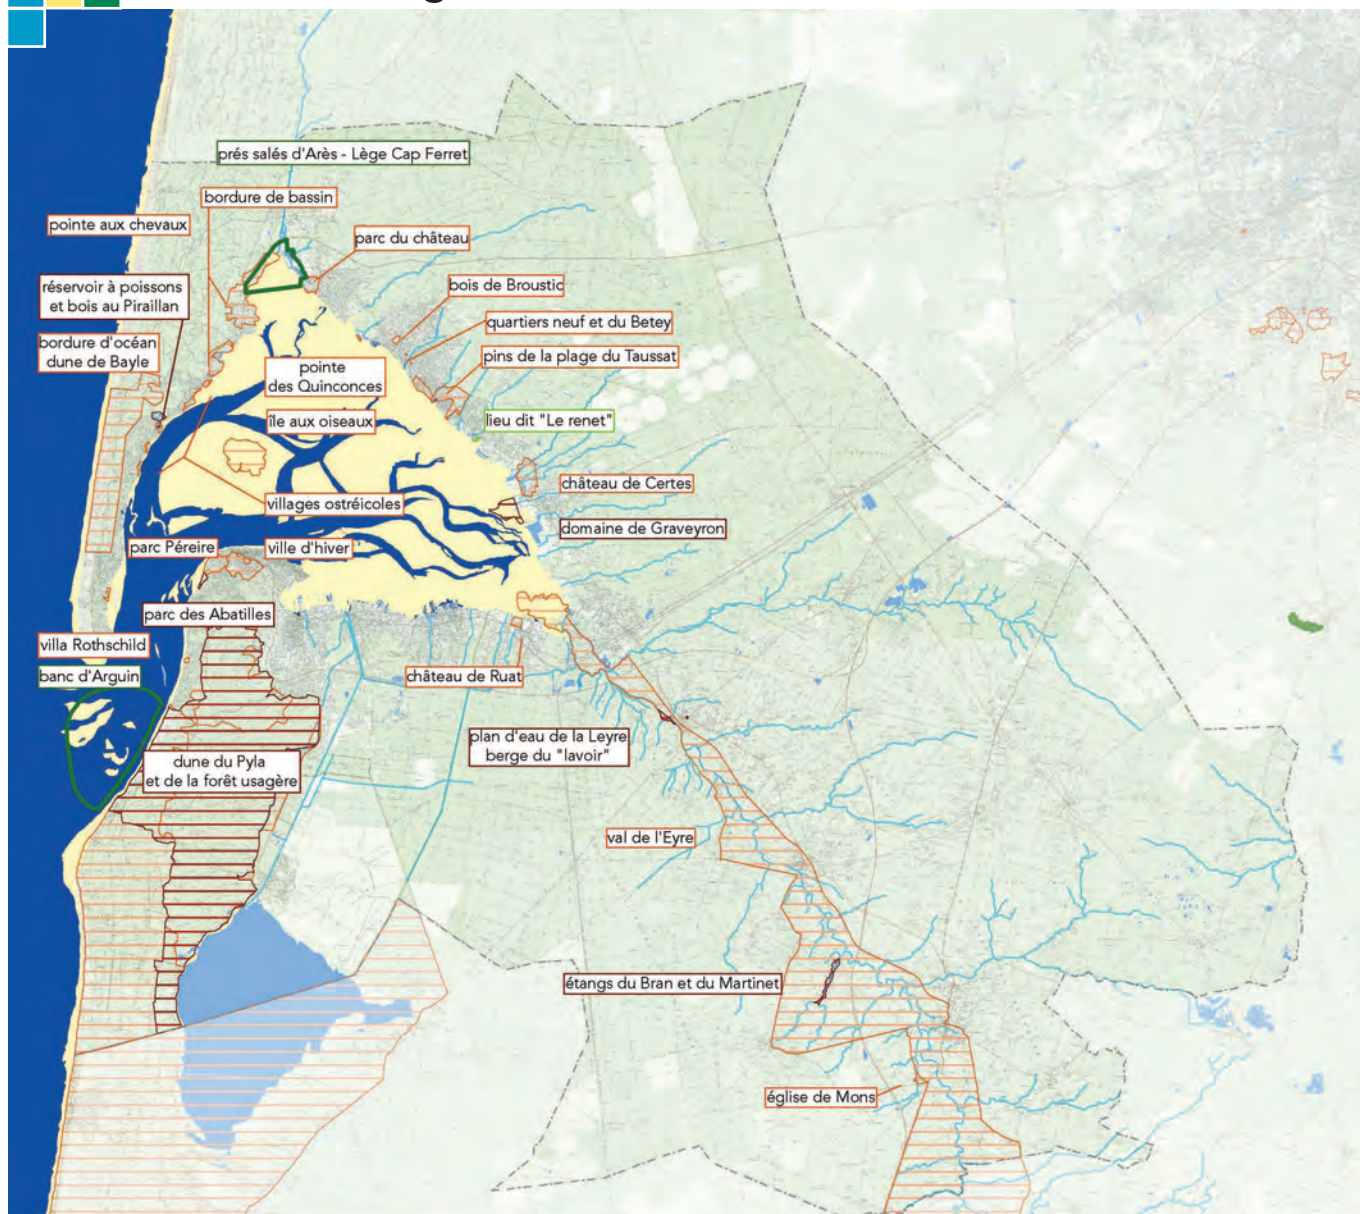 prés salés d'Arès - Lège Cap Ferret
bordure de bassin
pointe aux chevaux
parc du château
réservoir à poissons
et bois au Piraillan
bois de Broustic
quartiers neuf et du Betey
bordure d'océan
dune de Bayle
pins de la plage du Taussat
pointe
des Quinconces
île aux oiseaux
lieu dit "Le renet"
château de Certes
villages ostréicoles
domaine de Graveyron
parc Péreire
ville d'hiver
parc des Abatilles
villa Rothschild
banc d'Arguin
château de Ruat
plan d'eau de la Leyre
berge du "lavoir"
dune du Pyla
et de la forêt usagère
val de l'Eyre
étangs du Bran et du Martinet
église de Mons